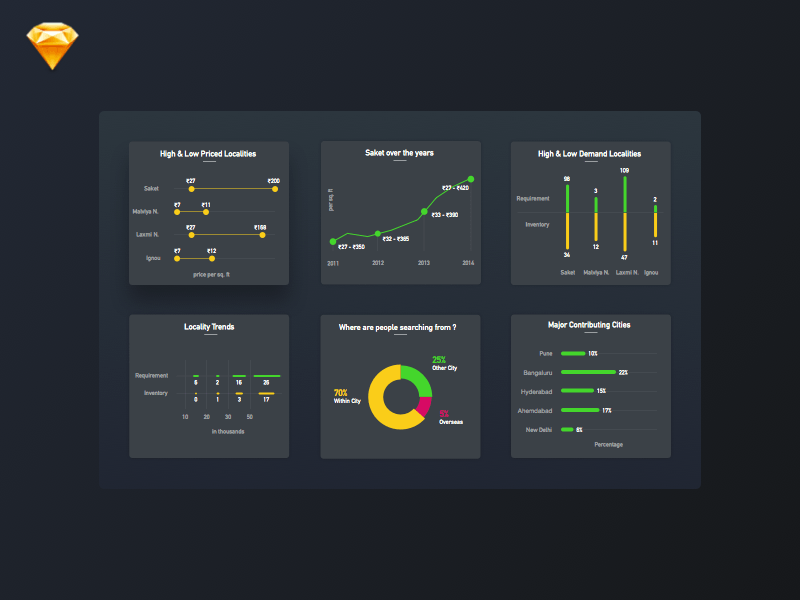 High & Low Priced Localities
₹27 ₹200
Saket
₹7 ₹11
Malviya N.
₹27 ₹168
Laxmi N.
₹7 ₹12
Ignou
price per sq. ft
Saket over the years
per sq. ft
₹27 - ₹620
₹33 - ₹390
₹32 - ₹365
₹27 - ₹350
2011 2012 2013 2014
High & Low Demand Localities
98 3 109 2
Requirement
Inventory
34 12 47 11
Saket Malviya N. Laxmi N. Ignou
Locality Trends
Requirement
6 2 16 26
Inventory
0 1 3 17
10 20 30 50
in thousands
Where are people searching from ?
25%
Other City
70%
Within City
5%
Overseas
Major Contributing Cities
Pune 10%
Bengaluru 22%
Hyderabad 15%
Ahemdabad 17%
New Delhi 6%
Percentage